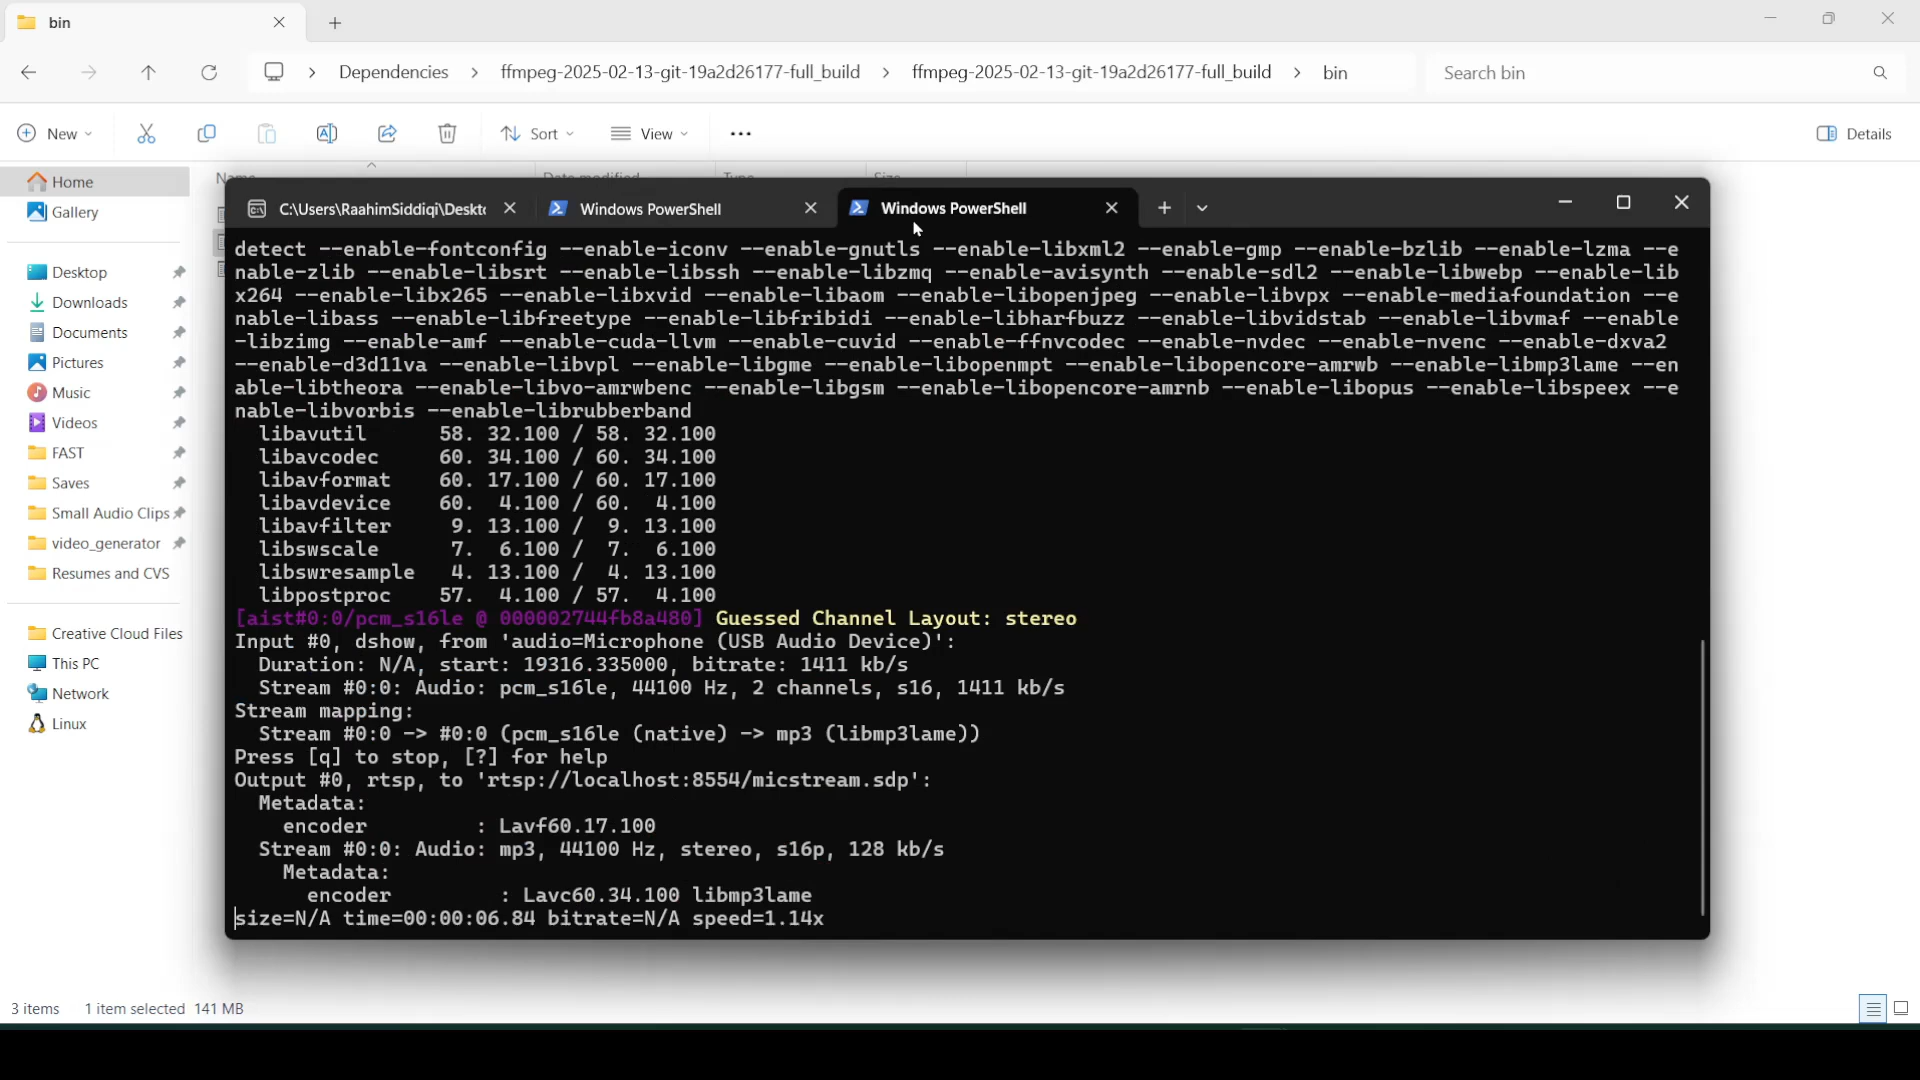 bin
Dependencies > ffmpeg-2025-02-13-git-19a2d26177-full_build > ffmpeg-2025-02-13-git-19a2d26177-full_build > bin
Search bin
New
Sort
View
Details
Home
Gallery
Desktop
Downloads
Documents
Pictures
Music
Videos
FAST
Saves
Small Audio Clips
video_generator
Resumes and CVS
Creative Cloud Files
This PC
Network
Linux
Name
Date modified
Type
Size
C:\Users\RaahimSiddiqi\Deskt
Windows PowerShell
Windows PowerShell
detect --enable-fontconfig --enable-iconv --enable-gnutls --enable-libxml2 --enable-gmp --enable-bzlib --enable-lzma --e
nable-zlib --enable-libsrt --enable-libssh --enable-libzmq --enable-avisynth --enable-sdl2 --enable-libwebp --enable-lib
x264 --enable-libx265 --enable-libxvid --enable-libaom --enable-libopenjpeg --enable-libvpx --enable-mediafoundation --e
nable-libass --enable-libfreetype --enable-libfribidi --enable-libharfbuzz --enable-libvidstab --enable-libvmaf --enable
-libzimg --enable-amf --enable-cuda-llvm --enable-cuvid --enable-ffnvcodec --enable-nvdec --enable-nvenc --enable-dxva2
--enable-d3d11va --enable-libvpl --enable-libgme --enable-libopenmpt --enable-libopencore-amrwb --enable-libmp3lame --en
able-libtheora --enable-libvo-amrwbenc --enable-libgsm --enable-libopencore-amrnb --enable-libopus --enable-libspeex --e
nable-libvorbis --enable-librubberband
libavutil 58. 32.100 / 58. 32.100
libavcodec 60. 34.100 / 60. 34.100
libavformat 60. 17.100 / 60. 17.100
libavdevice 60. 4.100 / 60. 4.100
libavfilter 9. 13.100 / 9. 13.100
libswscale 7. 6.100 / 7. 6.100
libswresample 4. 13.100 / 4. 13.100
libpostproc 57. 4.100 / 57. 4.100
[aist#0:0/pcm_s16le @ 000002744fb8a480] Guessed Channel Layout: stereo
Input #0, dshow, from 'audio=Microphone (USB Audio Device)':
Duration: N/A, start: 19316.335000, bitrate: 1411 kb/s
Stream #0:0: Audio: pcm_s16le, 44100 Hz, 2 channels, s16, 1411 kb/s
Stream mapping:
Stream #0:0 -> #0:0 (pcm_s16le (native) -> mp3 (libmp3lame))
Press [q] to stop, [?] for help
Output #0, rtsp, to 'rtsp://localhost:8554/micstream.sdp':
Metadata:
encoder : Lavf60.17.100
Stream #0:0: Audio: mp3, 44100 Hz, stereo, s16p, 128 kb/s
Metadata:
encoder : Lavc60.34.100 libmp3lame
size=N/A time=00:00:06.84 bitrate=N/A speed=1.14x
3 items 1 item selected 141 MB